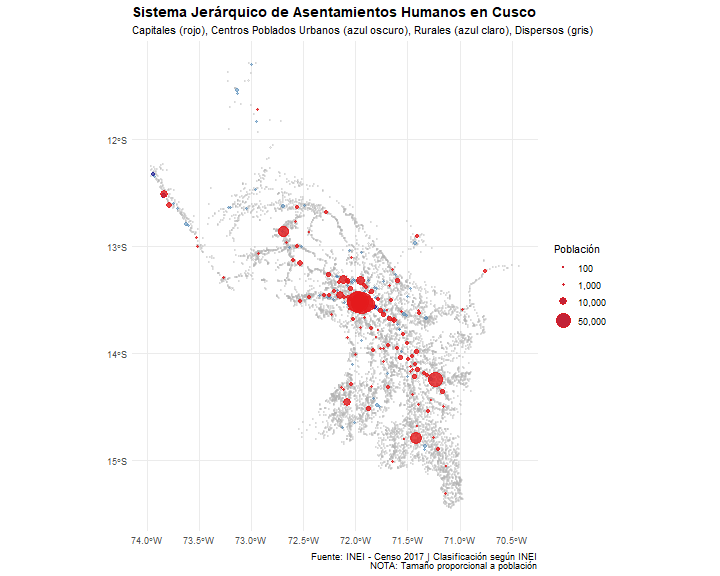 Sistema Jerárquico de Asentamientos Humanos en Cusco
Capitales (rojo), Centros Poblados Urbanos (azul oscuro), Rurales (azul claro), Dispersos (gris)
12°S
13°S
14°S
15°S
74.0°W 73.5°W 73.0°W 72.5°W 72.0°W 71.5°W 71.0°W 70.5°W
Población
100
1,000
10,000
50,000
Fuente: INEI - Censo 2017 | Clasificación según INEI
NOTA: Tamaño proporcional a población